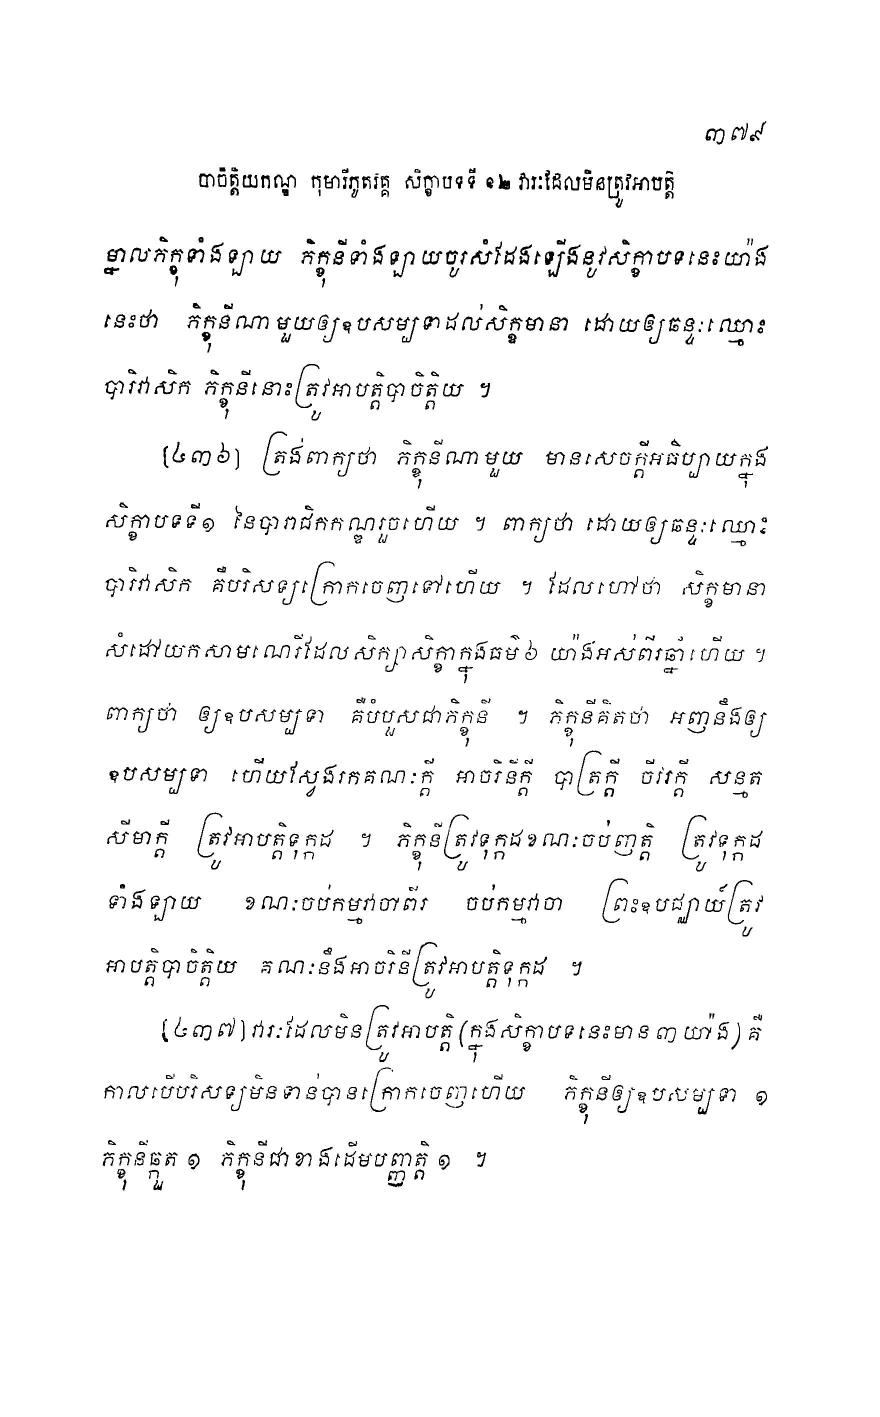 ៣៧៩
បាចិត្តិយកណ្ឌ កុមារីភូតវគ្គ សិក្ខាបទទី ១២ វារៈដែលមិនត្រូវអាបត្តិ
ម្នាលភិក្ខុទាំងឡាយ ភិក្ខុនីទាំងឡាយចូរសំដែងឡើងនូវសិក្ខាបទនេះយ៉ាង
នេះថា ភិក្ខុនីណាមួយឲ្យឧបសម្បទាដល់សិក្ខមានា ដោយឲ្យឆន្ទៈឈ្មោះ
បារិវាសិក ភិក្ខុនីនោះត្រូវអាបត្តិបាចិត្តិយ ។
[៤៣៦] ត្រង់ពាក្យថា ភិក្ខុនីណាមួយ មានសេចក្តីអធិប្បាយក្នុង
សិក្ខាបទទី១ នៃបារាជិកកណ្ឌរួចហើយ ។ ពាក្យថា ដោយឲ្យឆន្ទៈឈ្មោះ
បារិវាសិក គឺបរិសទ្យក្រោកចេញទៅហើយ ។ ដែលហៅថា សិក្ខមានា
សំដៅយកសាមណេរីដែលសិក្សាសិក្ខាក្នុងធម៌៦ យ៉ាងអស់ពីរឆ្នាំហើយ ។
ពាក្យថា ឲ្យឧបសម្បទា គឺបំបួសជាភិក្ខុនី ។ ភិក្ខុនីគិតថា អញនឹងឲ្យ
ឧបសម្បទា ហើយស្វែងរកគណៈក្តី អាចរិនីក្តី បាត្រក្តី ចីវរក្តី សន្មត
សីមាក្តី ត្រូវអាបត្តិទុក្កដ ។ ភិក្ខុនីត្រូវទុក្កដខណៈចប់ញត្តិ ត្រូវទុក្កដ
ទាំងឡាយ ខណៈចប់កម្មវាចាពីរ ចប់កម្មវាចា ព្រះឧបជ្ឈាយ៍ត្រូវ
អាបត្តិបាចិត្តិយ គណៈនឹងអាចរិនីត្រូវអាបត្តិទុក្កដ ។
[៤៣៧] វារៈដែលមិនត្រូវអាបត្តិ (ក្នុងសិក្ខាបទនេះមាន ៣ យ៉ាង) គឺ
កាលបើបរិសទ្យមិនទាន់បានក្រោកចេញហើយ ភិក្ខុនីឲ្យឧបសម្បទា ១
ភិក្ខុនីឆ្កួត ១ ភិក្ខុនីជាខាងដើមបញ្ញត្តិ ១ ។